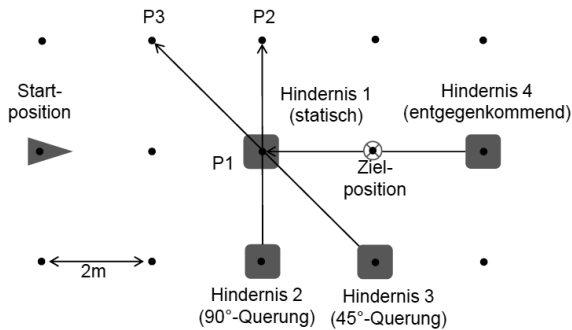 P3
P2
Start-
position
Hindernis 1
(statisch)
Hindernis 4
(entgegenkommend)
P1
Ziel-
position
2m
Hindernis 2
(90°-Querung)
Hindernis 3
(45°-Querung)